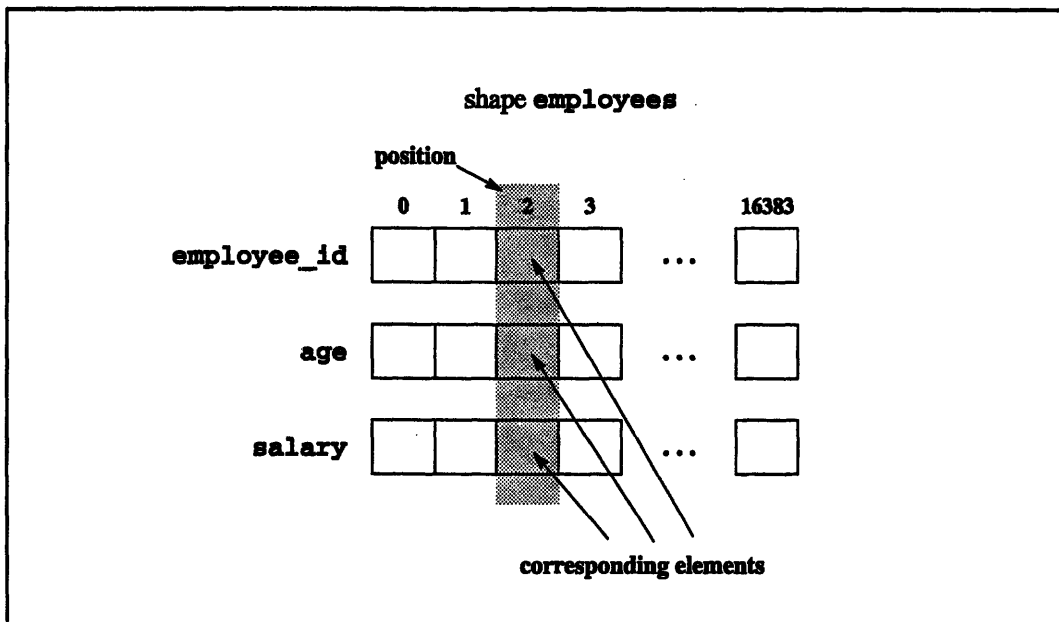 shape employees
position
0 1 2 3 16383
employee_id ...
age ...
salary ...
corresponding elements